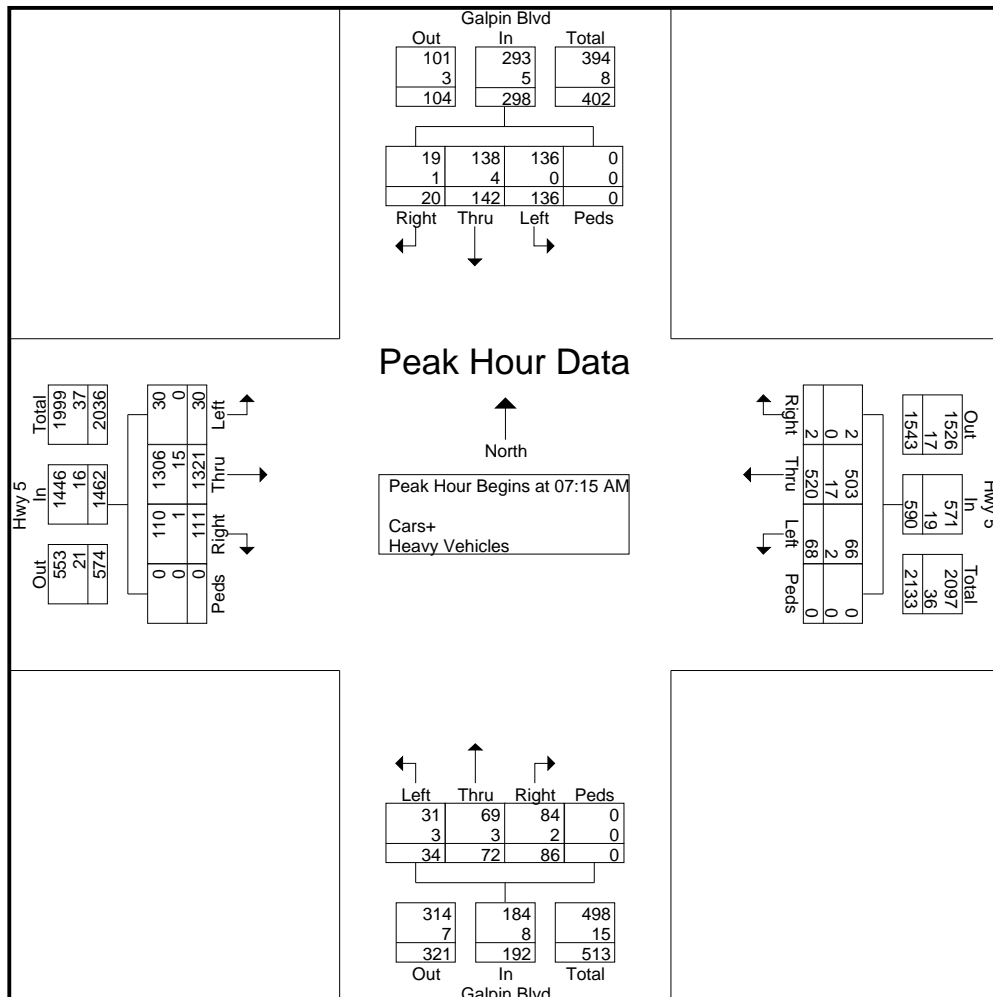 Galpin Blvd
Out In Total
101 293 394
3 5 8
104 298 402
19 138 136 0
1 4 0 0
20 142 136 0
Right Thru Left Peds
Peak Hour Data
North
Peak Hour Begins at 07:15 AM
Cars+
Heavy Vehicles
Hwy 5
Out In Total
553 1446 1999
21 16 37
574 1462 2036
Peds Right Thru Left
0 110 1306 30
0 1 15 0
0 111 1321 30
Hwy 5
Out In Total
1526 571 2097
17 19 36
1543 590 2133
2 503 66 0
0 17 2 0
2 520 68 0
Right Thru Left Peds
Left Thru Right Peds
31 69 84 0
3 3 2 0
34 72 86 0
314 184 498
7 8 15
321 192 513
Out In Total
Galpin Blvd